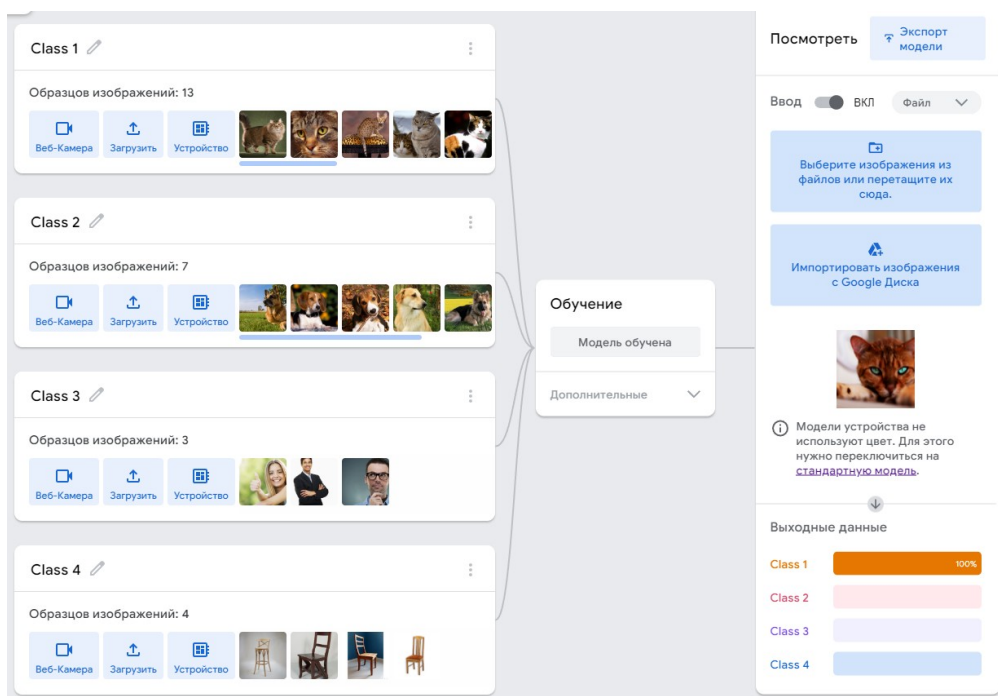 Class 1
Образцов изображений: 13
Веб-Камера
Загрузить
Устройство
Class 2
Образцов изображений: 7
Веб-Камера
Загрузить
Устройство
Class 3
Образцов изображений: 3
Веб-Камера
Загрузить
Устройство
Class 4
Образцов изображений: 4
Веб-Камера
Загрузить
Устройство
Обучение
Модель обучена
Дополнительные
Посмотреть
Экспорт
модели
Ввод
ВКЛ
Файл
Выберите изображения из
файлов или перетащите их
сюда.
Импортировать изображения
с Google Диска
Модели устройства не
используют цвет. Для этого
нужно переключиться на
стандартную модель.
Выходные данные
Class 1
100%
Class 2
Class 3
Class 4